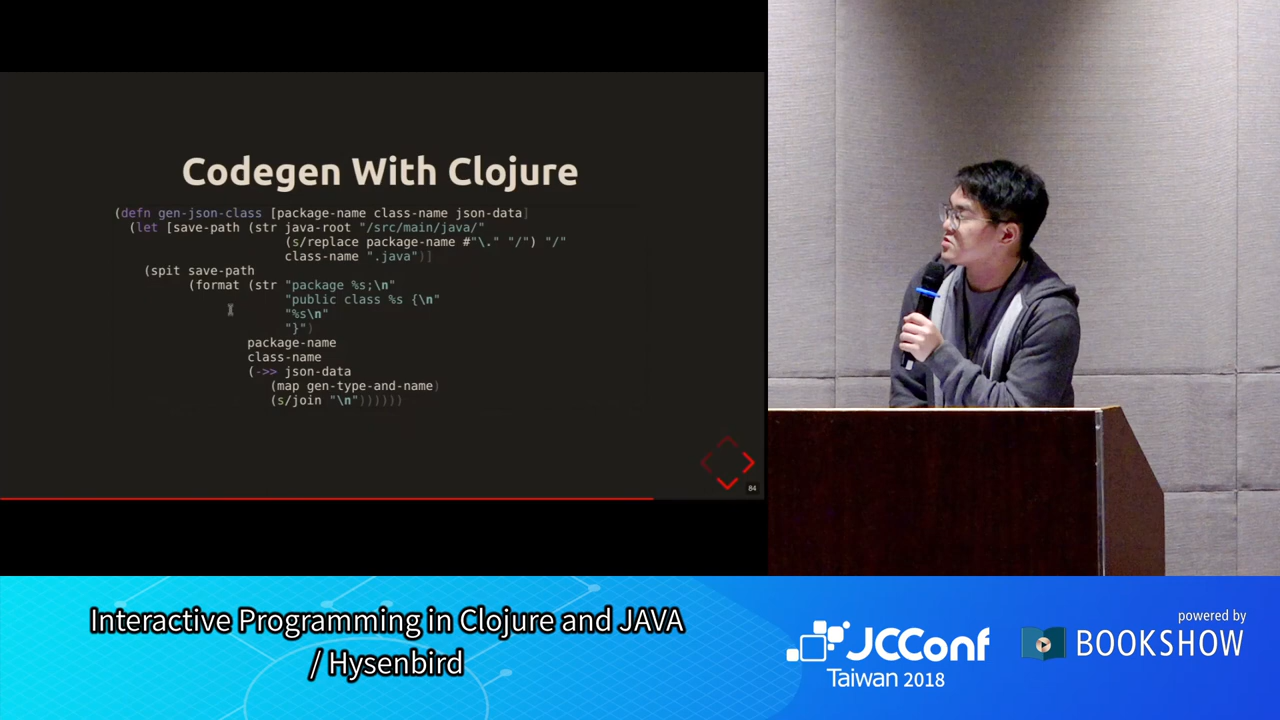 Codegen With Clojure
(defn gen-json-class [package-name class-name json-data]
(let [save-path (str java-root "/src/main/java/"
(s/replace package-name #"\." "/") "/"
class-name ".java")]
(spit save-path
(format (str "package %s;\n"
"public class %s {\n"
"%s\n"
"}")
package-name
class-name
(->> json-data
(map gen-type-and-name)
(s/join "\n"))))))
84
Interactive Programming in Clojure and JAVA
/ Hysenbird
JCConf
Taiwan 2018
powered by
BOOKSHOW